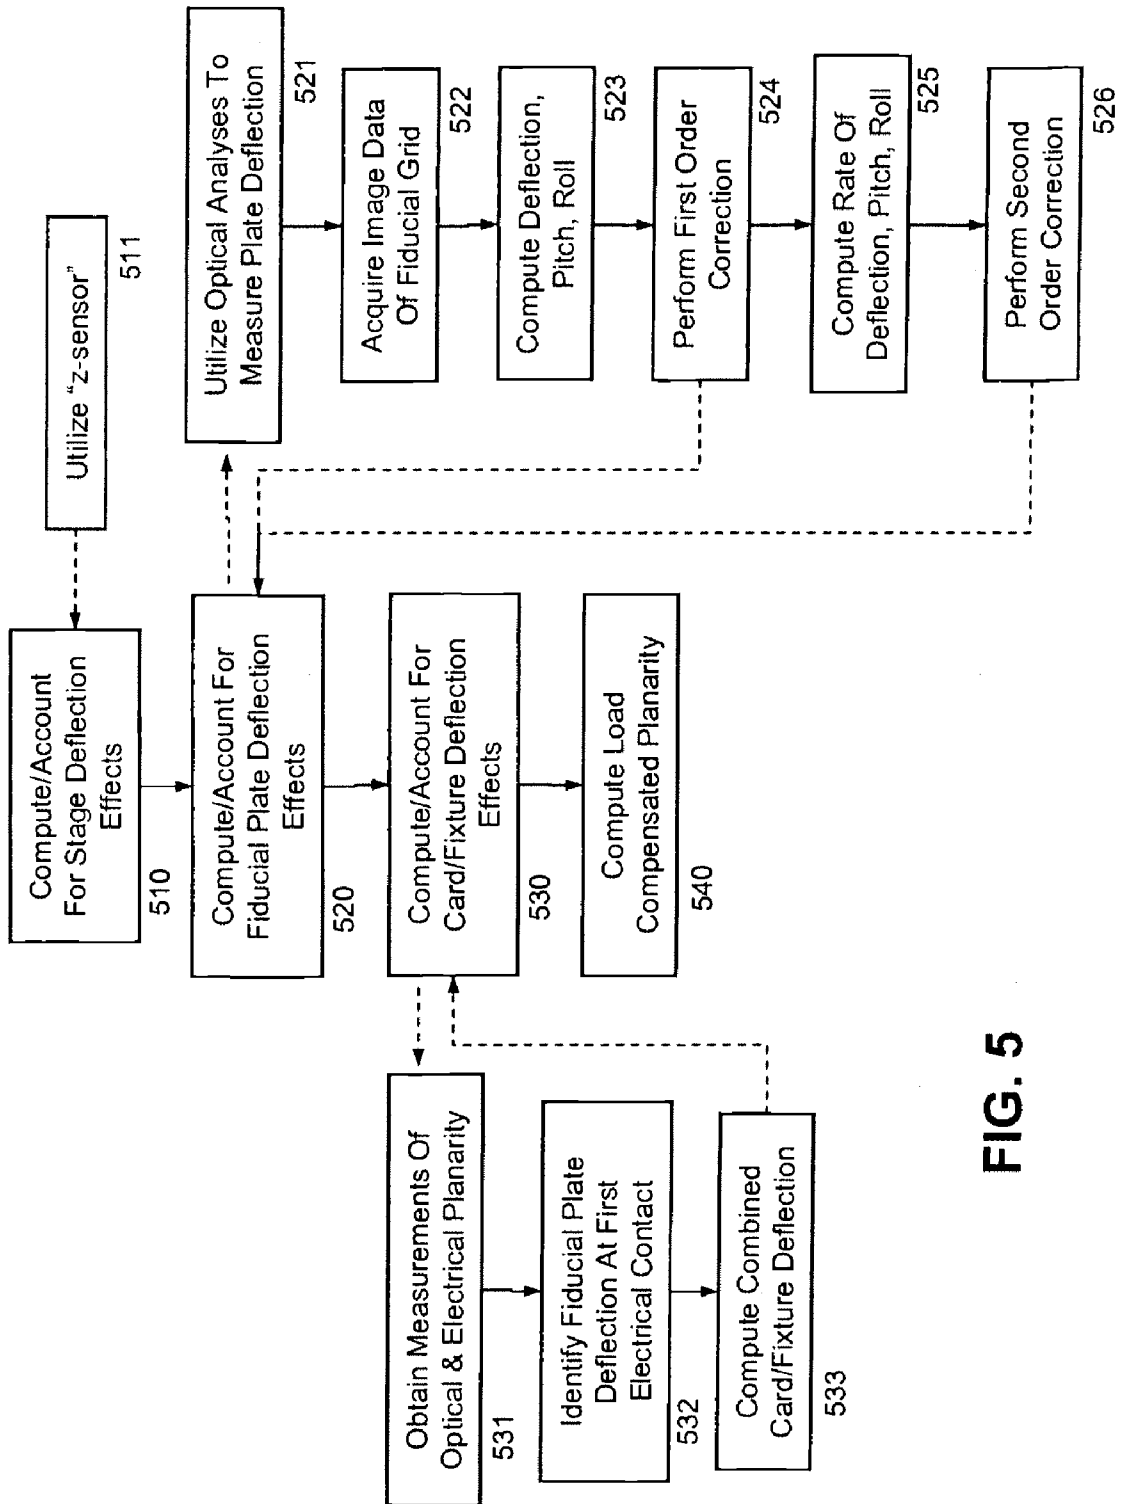 Utilize “z-sensor”
511
Compute/Account
For Stage Deflection
Effects
510
Compute/Account For
Fiducial Plate Deflection
Effects
520
Compute/Account For
Card/Fixture Deflection
Effects
530
Compute Load
Compensated Planarity
540
Utilize Optical Analyses To
Measure Plate Deflection
521
Acquire Image Data
Of Fiducial Grid
522
Compute Deflection,
Pitch, Roll
523
Perform First Order
Correction
524
Compute Rate Of
Deflection, Pitch, Roll
525
Perform Second
Order Correction
526
Obtain Measurements Of
Optical & Electrical Planarity
531
Identify Fiducial Plate
Deflection At First
Electrical Contact
532
Compute Combined
Card/Fixture Deflection
533
FIG. 5